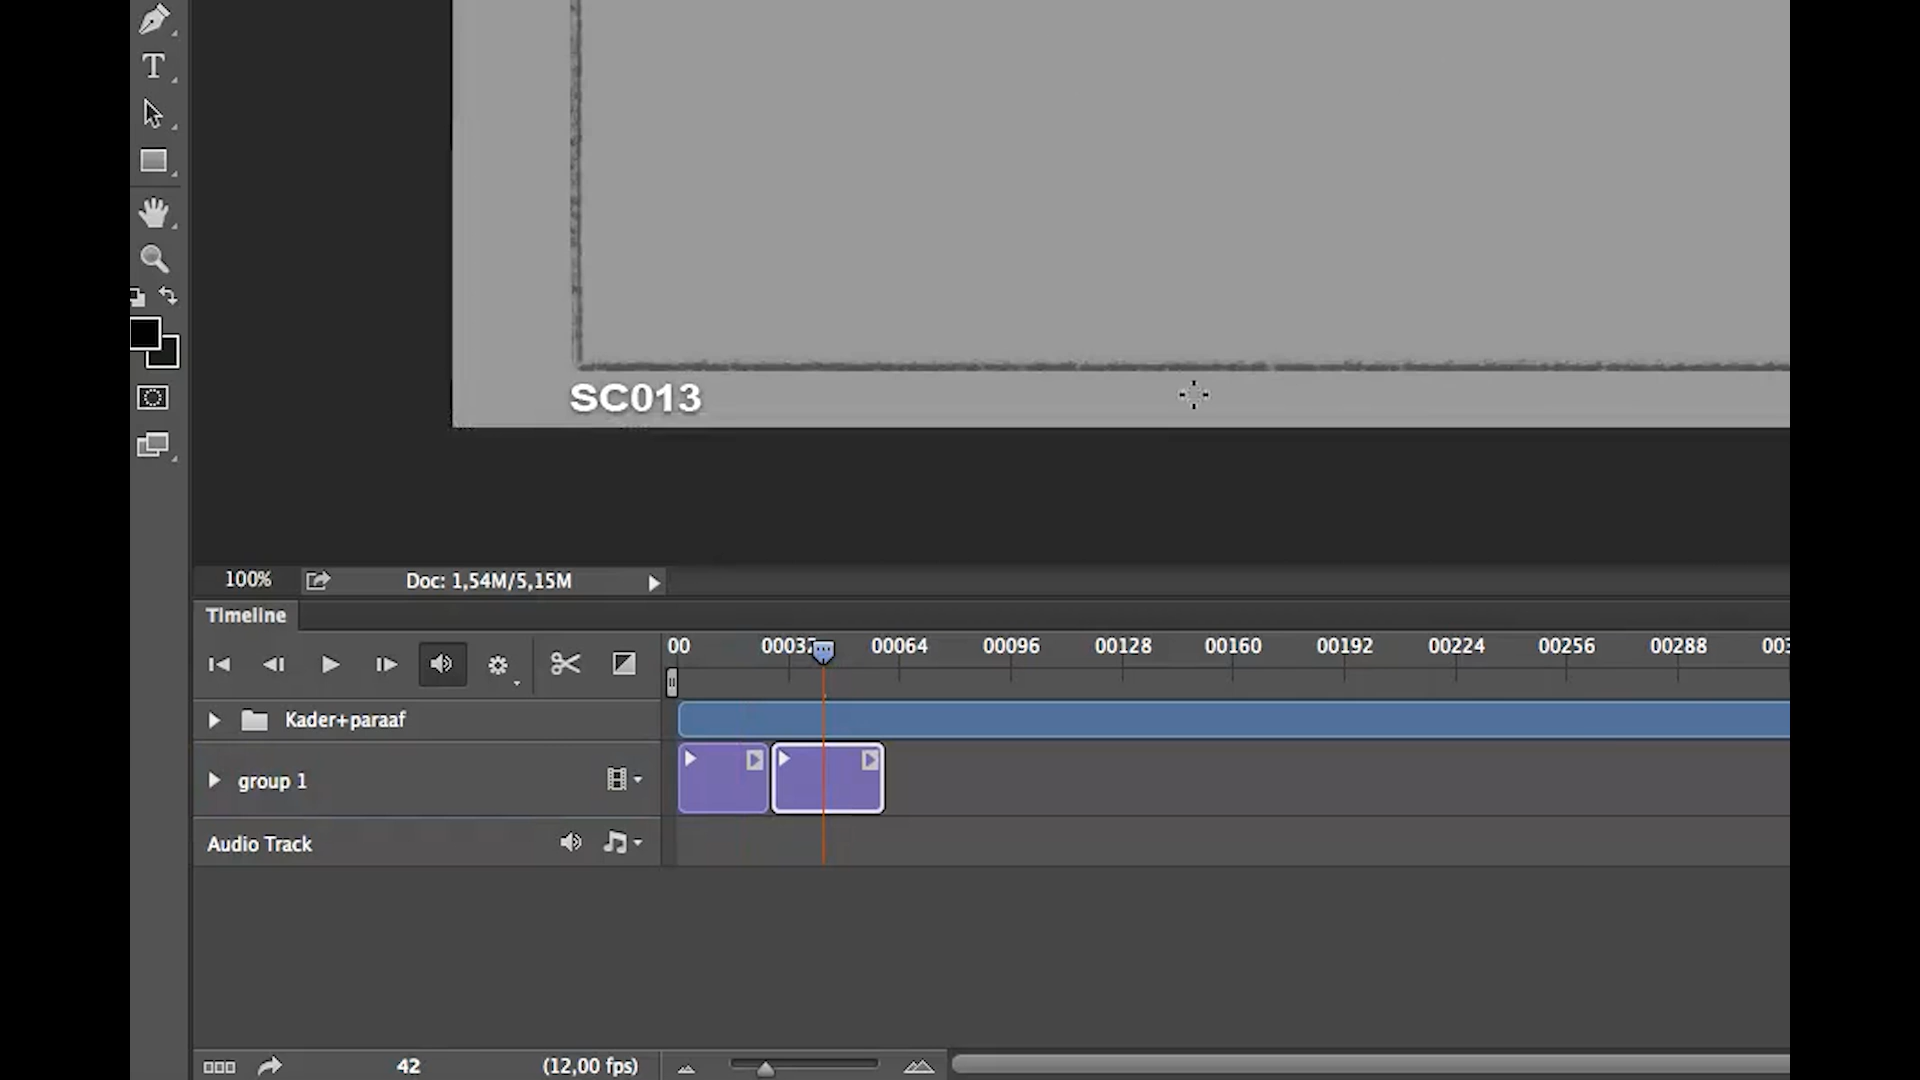 T
SC013
100%
Doc: 1,54M/5,15M
Timeline
00
00032
00064
00096
00128
00160
00192
00224
00256
00288
Kader+paraaf
group 1
Audio Track
42
(12,00 fps)